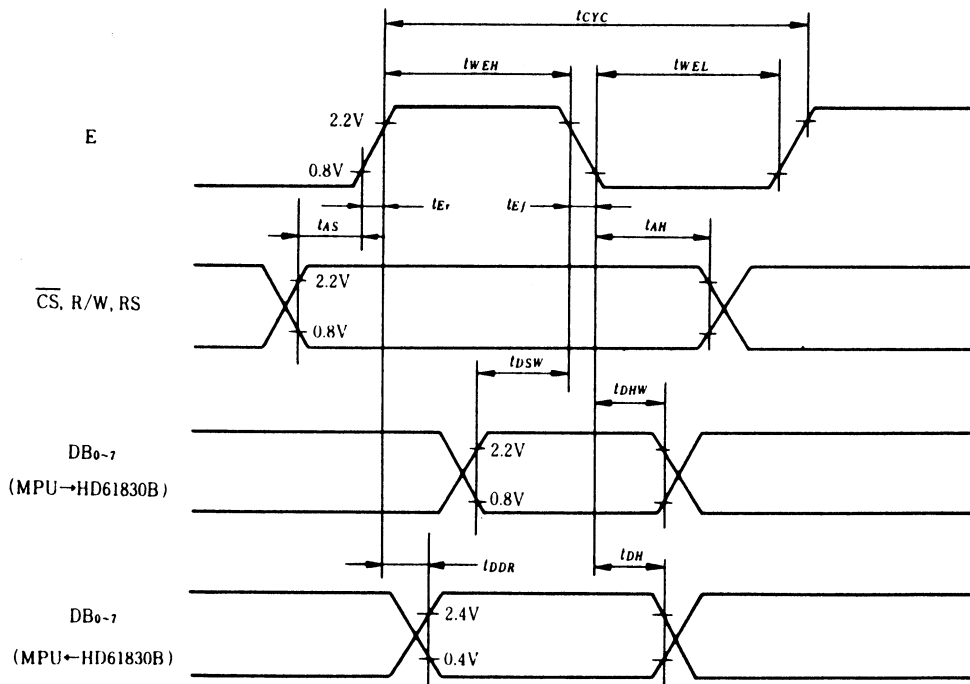 tCYC
tWEH
tWEL
E
2.2V
0.8V
tEr
tEf
tAS
tAH
CS, R/W, RS
2.2V
0.8V
tDSW
tDHW
DB0~7
(MPU→HD61830B)
2.2V
0.8V
tDDR
tDH
DB0~7
(MPU←HD61830B)
2.4V
0.4V